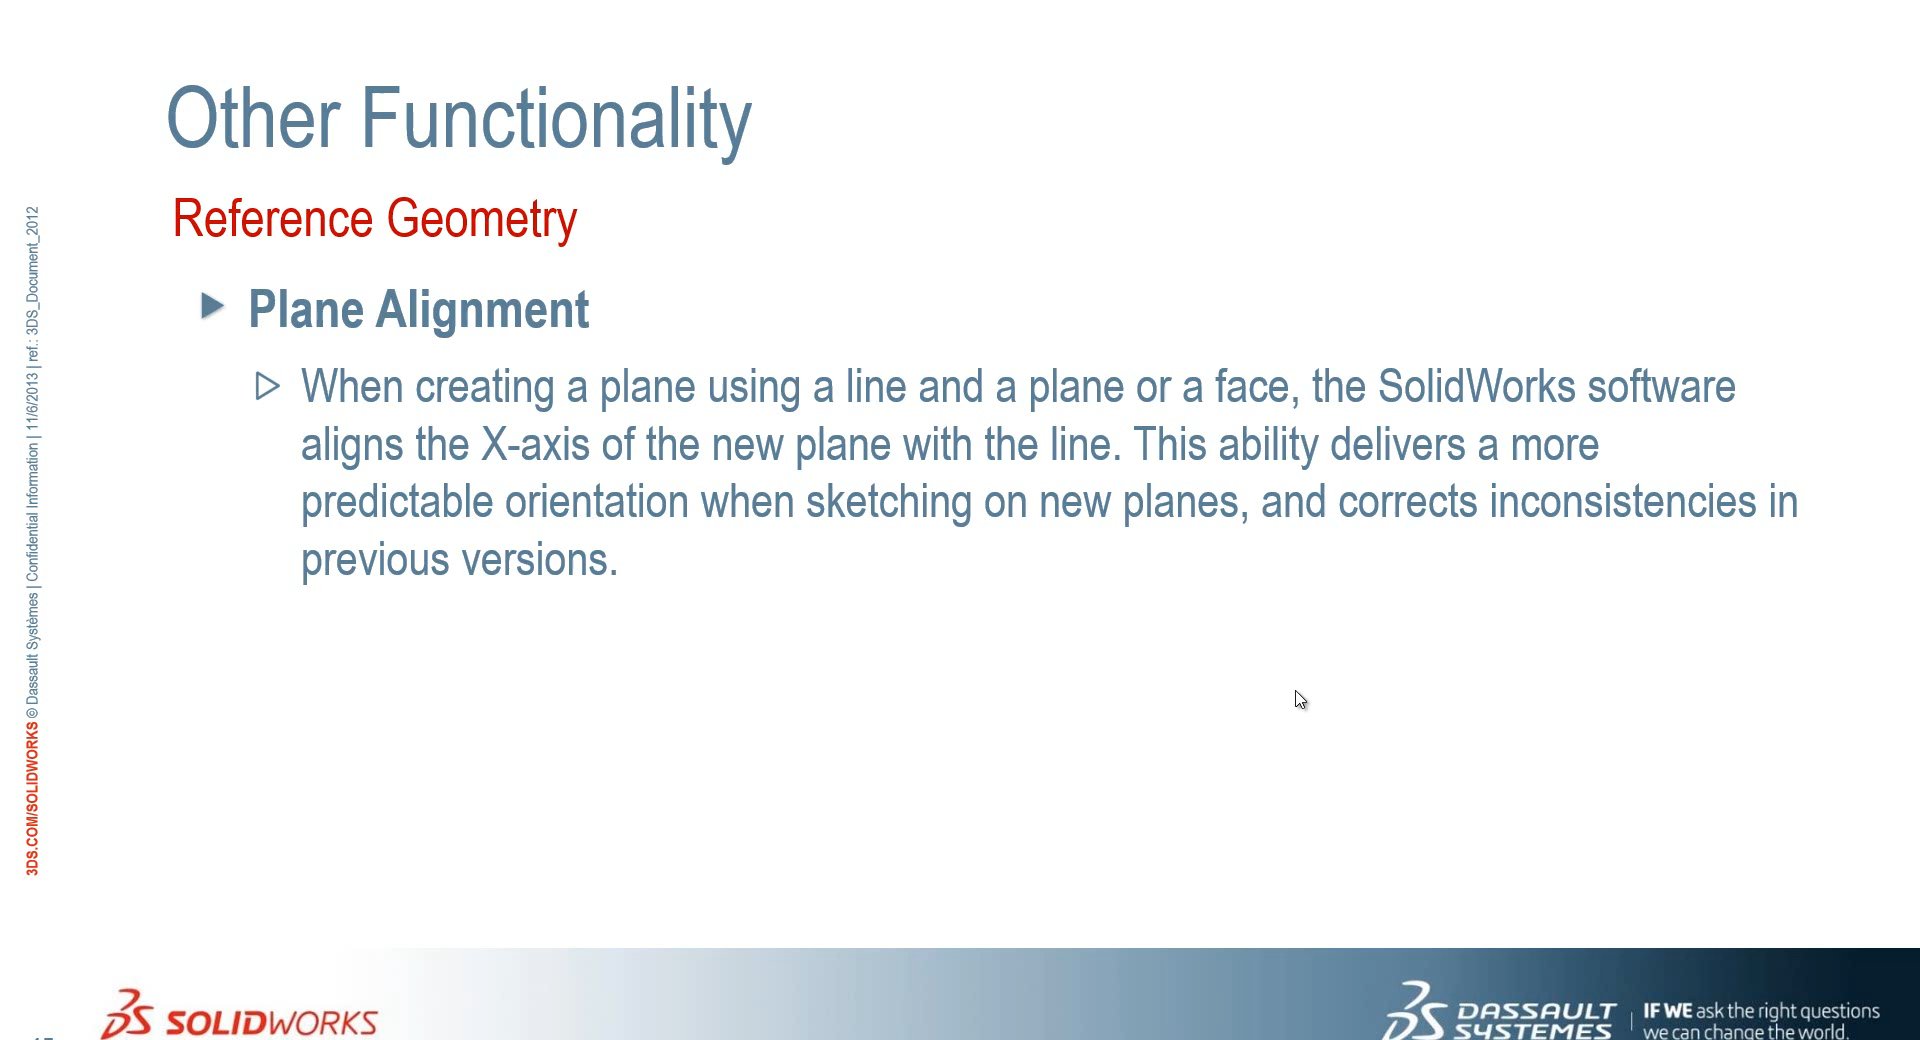 Other Functionality
Reference Geometry
Plane Alignment
When creating a plane using a line and a plane or a face, the SolidWorks software
aligns the X-axis of the new plane with the line. This ability delivers a more
predictable orientation when sketching on new planes, and corrects inconsistencies in
previous versions.
3DS.COM/SOLIDWORKS © Dassault Systèmes | Confidential Information | 11/6/2013 | ref.: 3DS_Document_2012
SOLIDWORKS
DASSAULT
SYSTEMES
IF WE ask the right questions
we can change the world.